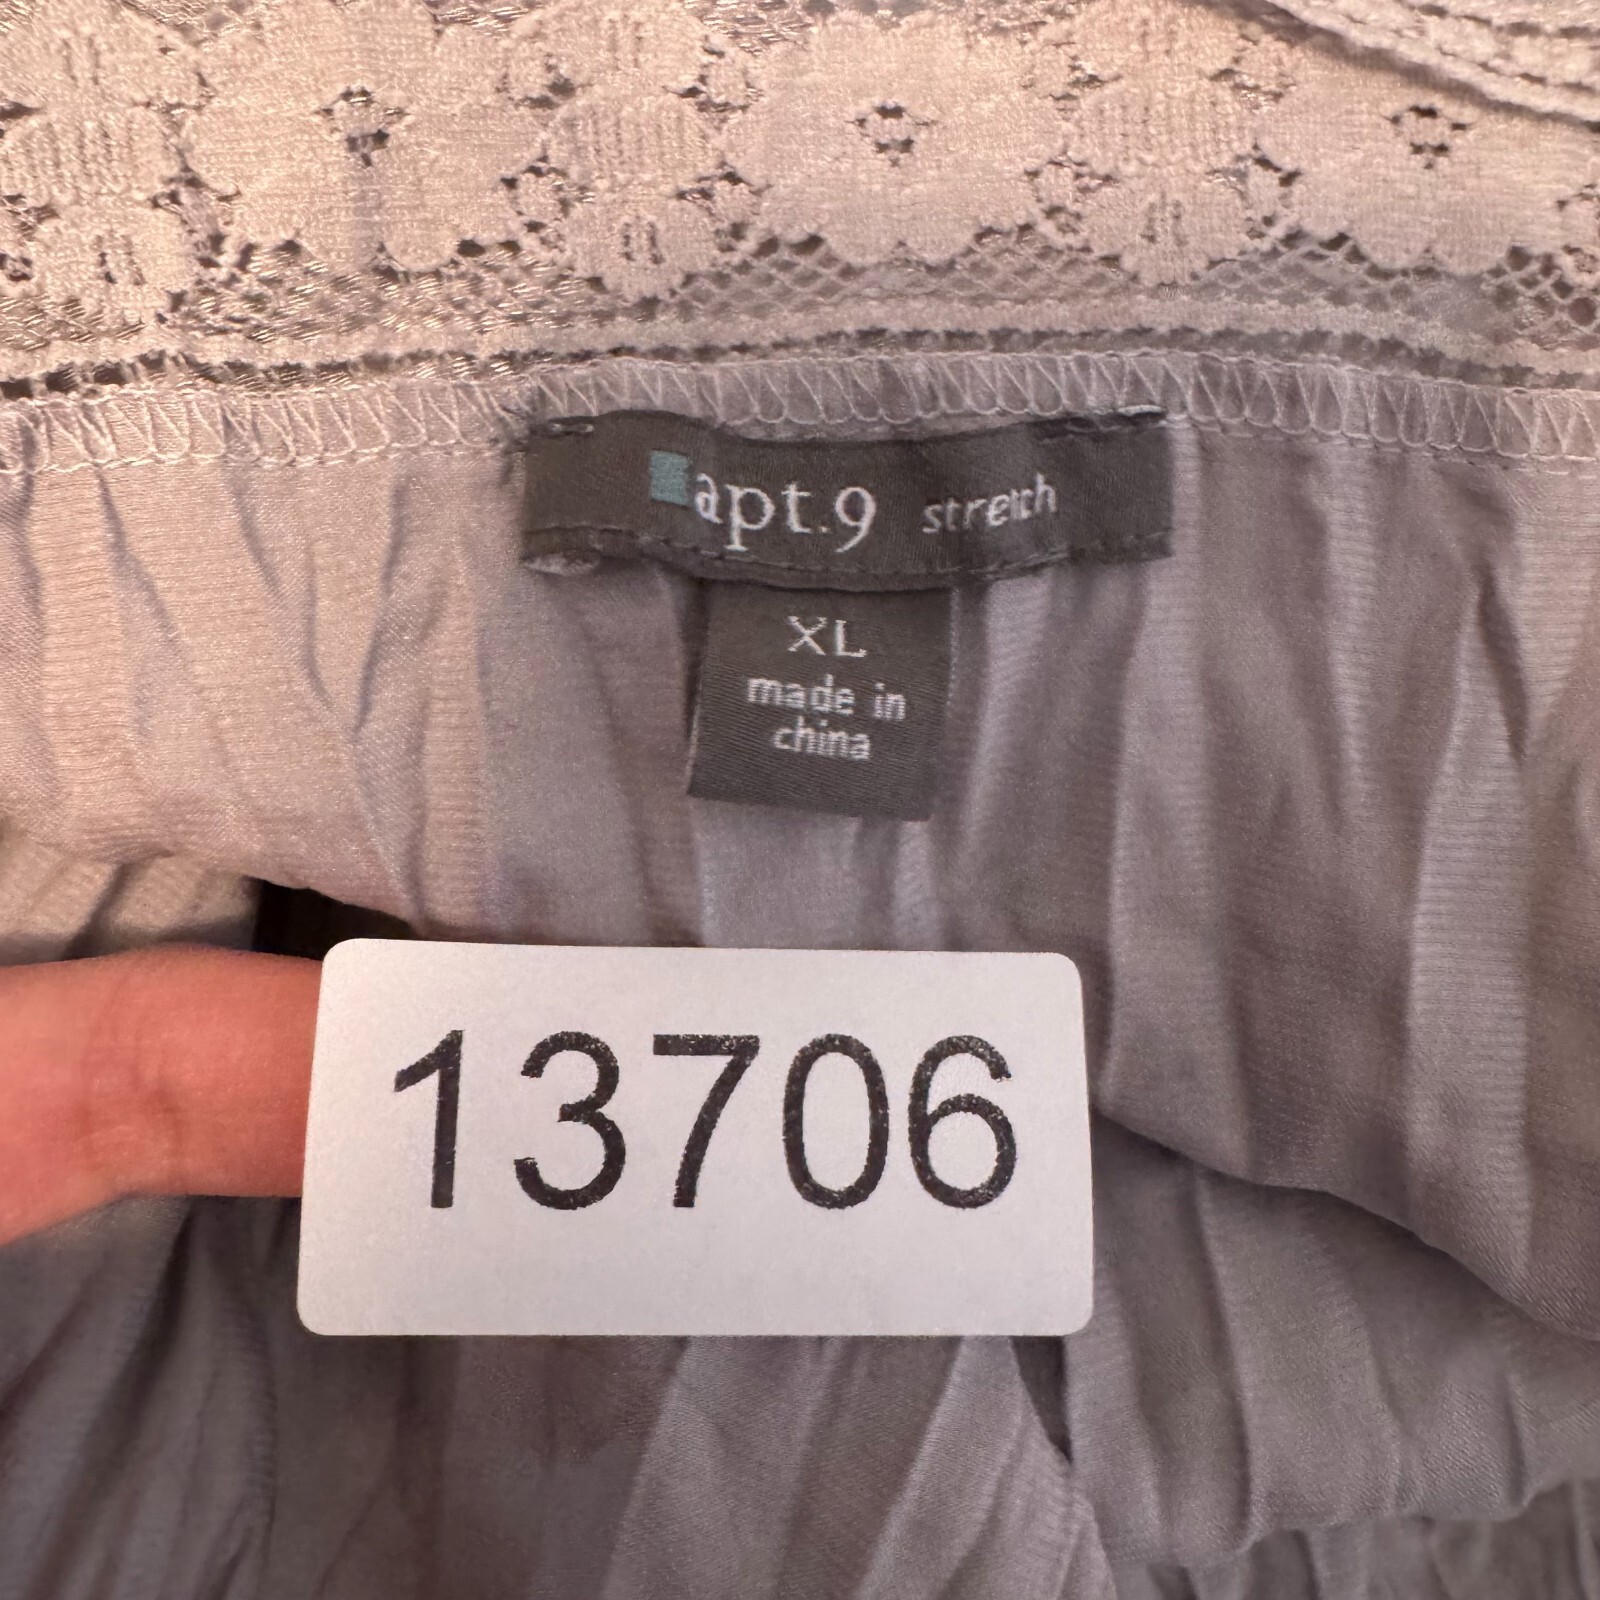 apt.9 stretch
XL
made in
china
13706